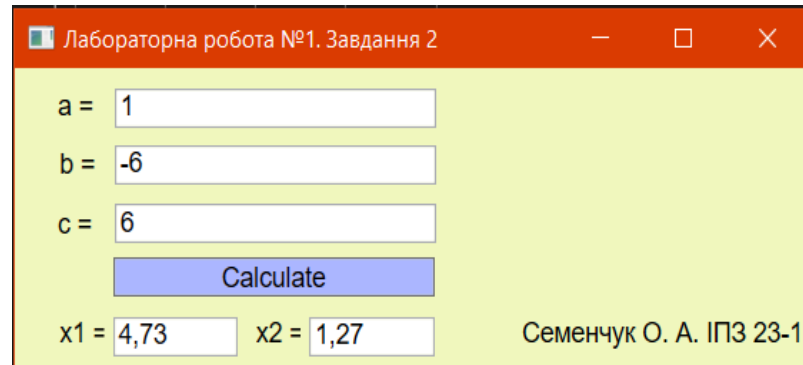 Лабораторна робота №1. Завдання 2
a = 1
b = -6
c = 6
Calculate
x1 = 4,73 x2 = 1,27 Семенчук О. А. ІПЗ 23-1